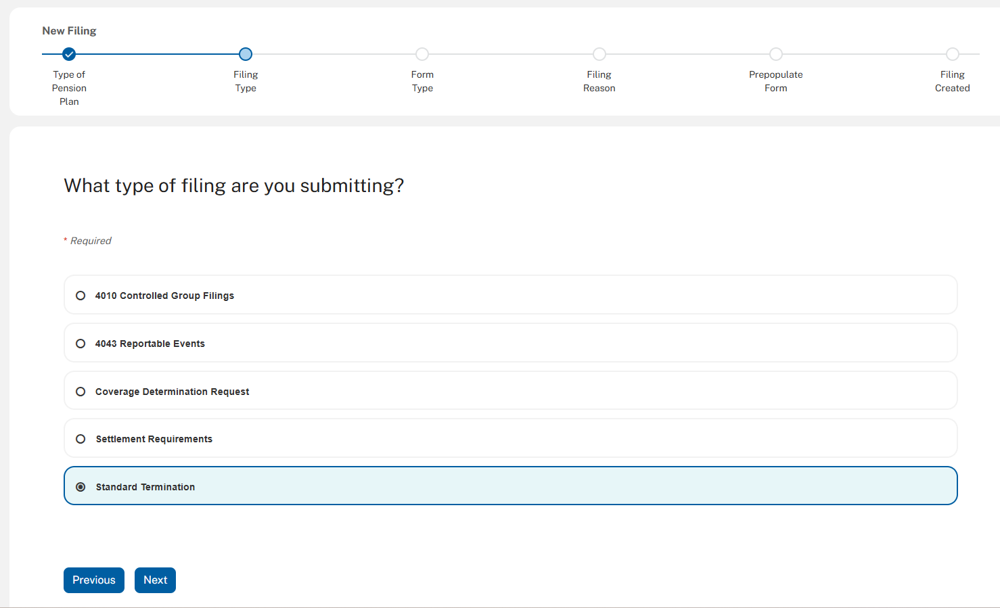 New Filing
Type of
Pension
Plan
Filing
Type
Form
Type
Filing
Reason
Prepopulate
Form
Filing
Created
What type of filing are you submitting?
* Required
4010 Controlled Group Filings
4043 Reportable Events
Coverage Determination Request
Settlement Requirements
Standard Termination
Previous
Next